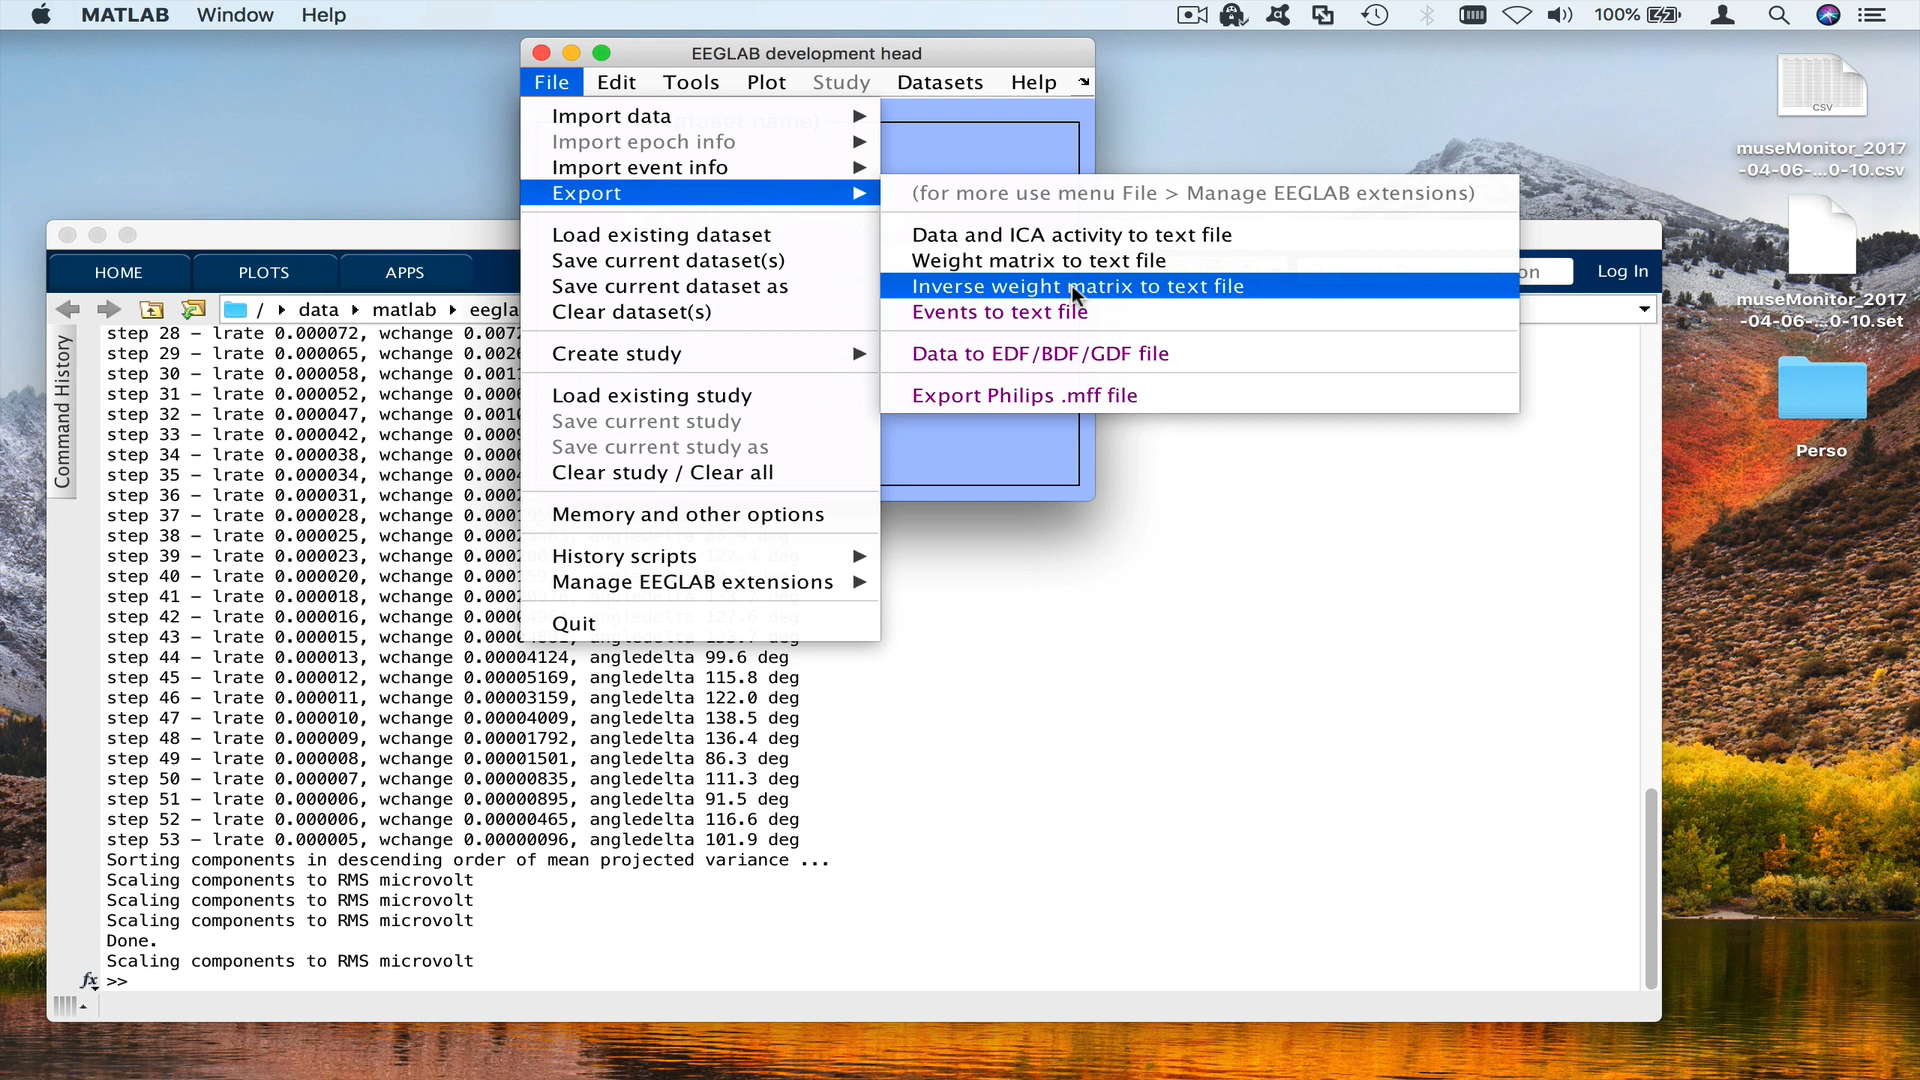 MATLAB Window Help
100%
EEGLAB development head
File Edit Tools Plot Study Datasets Help
Import data
Import epoch info
Import event info
Export
Load existing dataset
Save current dataset(s)
Save current dataset as
Clear dataset(s)
Create study
Load existing study
Save current study
Save current study as
Clear study / Clear all
Memory and other options
History scripts
Manage EEGLAB extensions
Quit
(for more use menu File > Manage EEGLAB extensions)
Data and ICA activity to text file
Weight matrix to text file
Inverse weight matrix to text file
Events to text file
Data to EDF/BDF/GDF file
Export Philips .mff file
CSV
museMonitor_2017
-04-06-...0-10.csv
museMonitor_2017
-04-06-...0-10.set
Perso
HOME PLOTS APPS
Log In
/ data matlab eegla
Command History
step 28 - lrate 0.000072, wchange
step 29 - lrate 0.000065, wchange
step 30 - lrate 0.000058, wchange
step 31 - lrate 0.000052, wchange
step 32 - lrate 0.000047, wchange
step 33 - lrate 0.000042, wchange
step 34 - lrate 0.000038, wchange
step 35 - lrate 0.000034, wchange
step 36 - lrate 0.000031, wchange
step 37 - lrate 0.000028, wchange
step 38 - lrate 0.000025, wchange
step 39 - lrate 0.000023, wchange
step 40 - lrate 0.000020, wchange
step 41 - lrate 0.000018, wchange
step 42 - lrate 0.000016, wchange
step 43 - lrate 0.000015, wchange
step 44 - lrate 0.000013, wchange 0.00004124, angledelta 99.6 deg
step 45 - lrate 0.000012, wchange 0.00005169, angledelta 115.8 deg
step 46 - lrate 0.000011, wchange 0.00003159, angledelta 122.0 deg
step 47 - lrate 0.000010, wchange 0.00004009, angledelta 138.5 deg
step 48 - lrate 0.000009, wchange 0.00001792, angledelta 136.4 deg
step 49 - lrate 0.000008, wchange 0.00001501, angledelta 86.3 deg
step 50 - lrate 0.000007, wchange 0.00000835, angledelta 111.3 deg
step 51 - lrate 0.000006, wchange 0.00000895, angledelta 91.5 deg
step 52 - lrate 0.000006, wchange 0.00000465, angledelta 116.6 deg
step 53 - lrate 0.000005, wchange 0.00000096, angledelta 101.9 deg
Sorting components in descending order of mean projected variance ...
Scaling components to RMS microvolt
Scaling components to RMS microvolt
Scaling components to RMS microvolt
Done.
Scaling components to RMS microvolt
fx >>